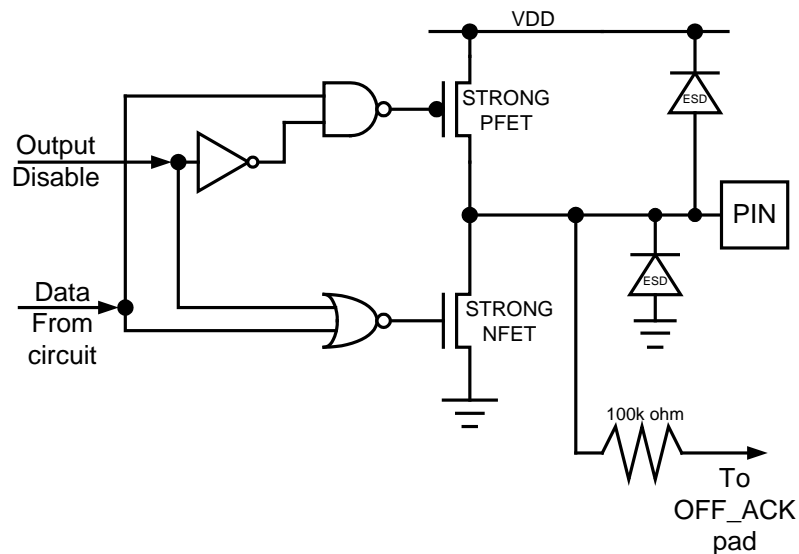 VDD
STRONG
PFET
ESD
Output
Disable
PIN
ESD
Data
From
circuit
STRONG
NFET
100k ohm
To
OFF_ACK
pad